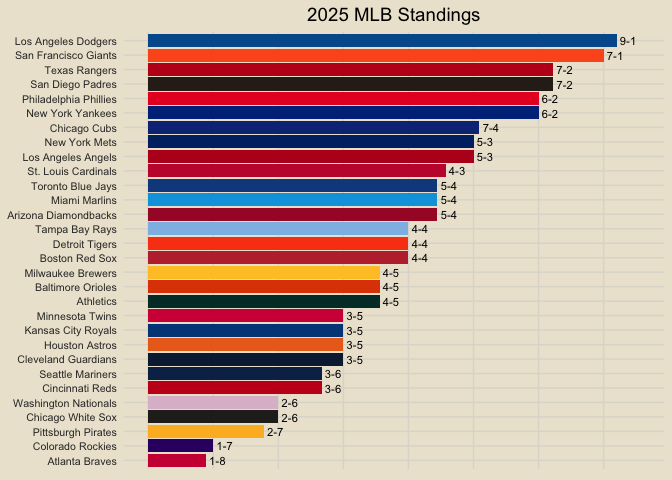 2025 MLB Standings
Los Angeles Dodgers 9-1
San Francisco Giants 7-1
Texas Rangers 7-2
San Diego Padres 7-2
Philadelphia Phillies 6-2
New York Yankees 6-2
Chicago Cubs 7-4
New York Mets 5-3
Los Angeles Angels 5-3
St. Louis Cardinals 4-3
Toronto Blue Jays 5-4
Miami Marlins 5-4
Arizona Diamondbacks 5-4
Tampa Bay Rays 4-4
Detroit Tigers 4-4
Boston Red Sox 4-4
Milwaukee Brewers 4-5
Baltimore Orioles 4-5
Athletics 4-5
Minnesota Twins 3-5
Kansas City Royals 3-5
Houston Astros 3-5
Cleveland Guardians 3-5
Seattle Mariners 3-6
Cincinnati Reds 3-6
Washington Nationals 2-6
Chicago White Sox 2-6
Pittsburgh Pirates 2-7
Colorado Rockies 1-7
Atlanta Braves 1-8